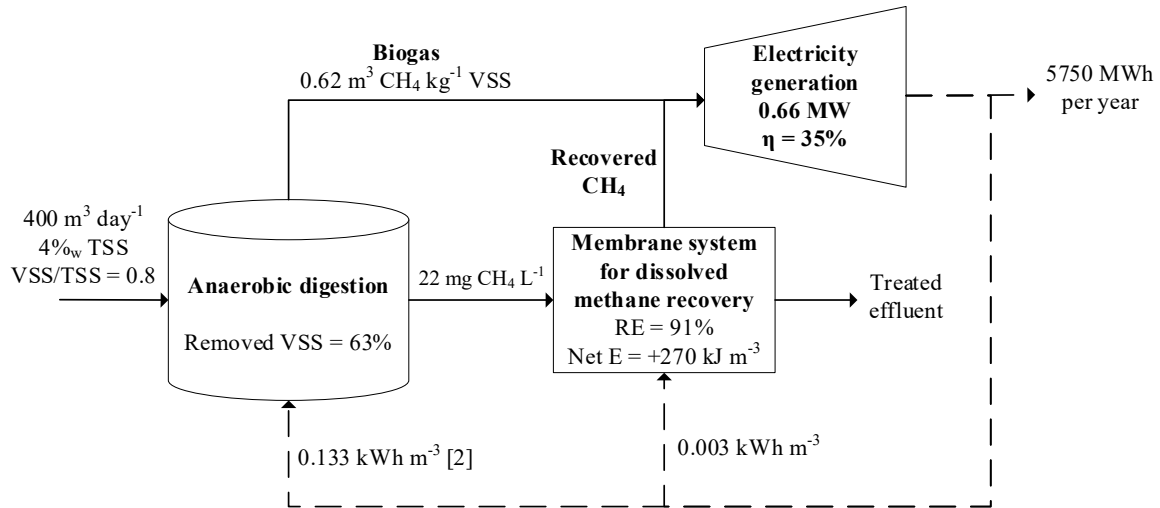 Biogas
0.62 m³ CH₄ kg⁻¹ VSS
Electricity
generation
0.66 MW
η = 35%
5750 MWh
per year
Recovered
CH₄
400 m³ day⁻¹
4%w TSS
VSS/TSS = 0.8
Anaerobic digestion
Removed VSS = 63%
22 mg CH₄ L⁻¹
Membrane system
for dissolved
methane recovery
RE = 91%
Net E = +270 kJ m⁻³
Treated
effluent
0.133 kWh m⁻³ [2]
0.003 kWh m⁻³